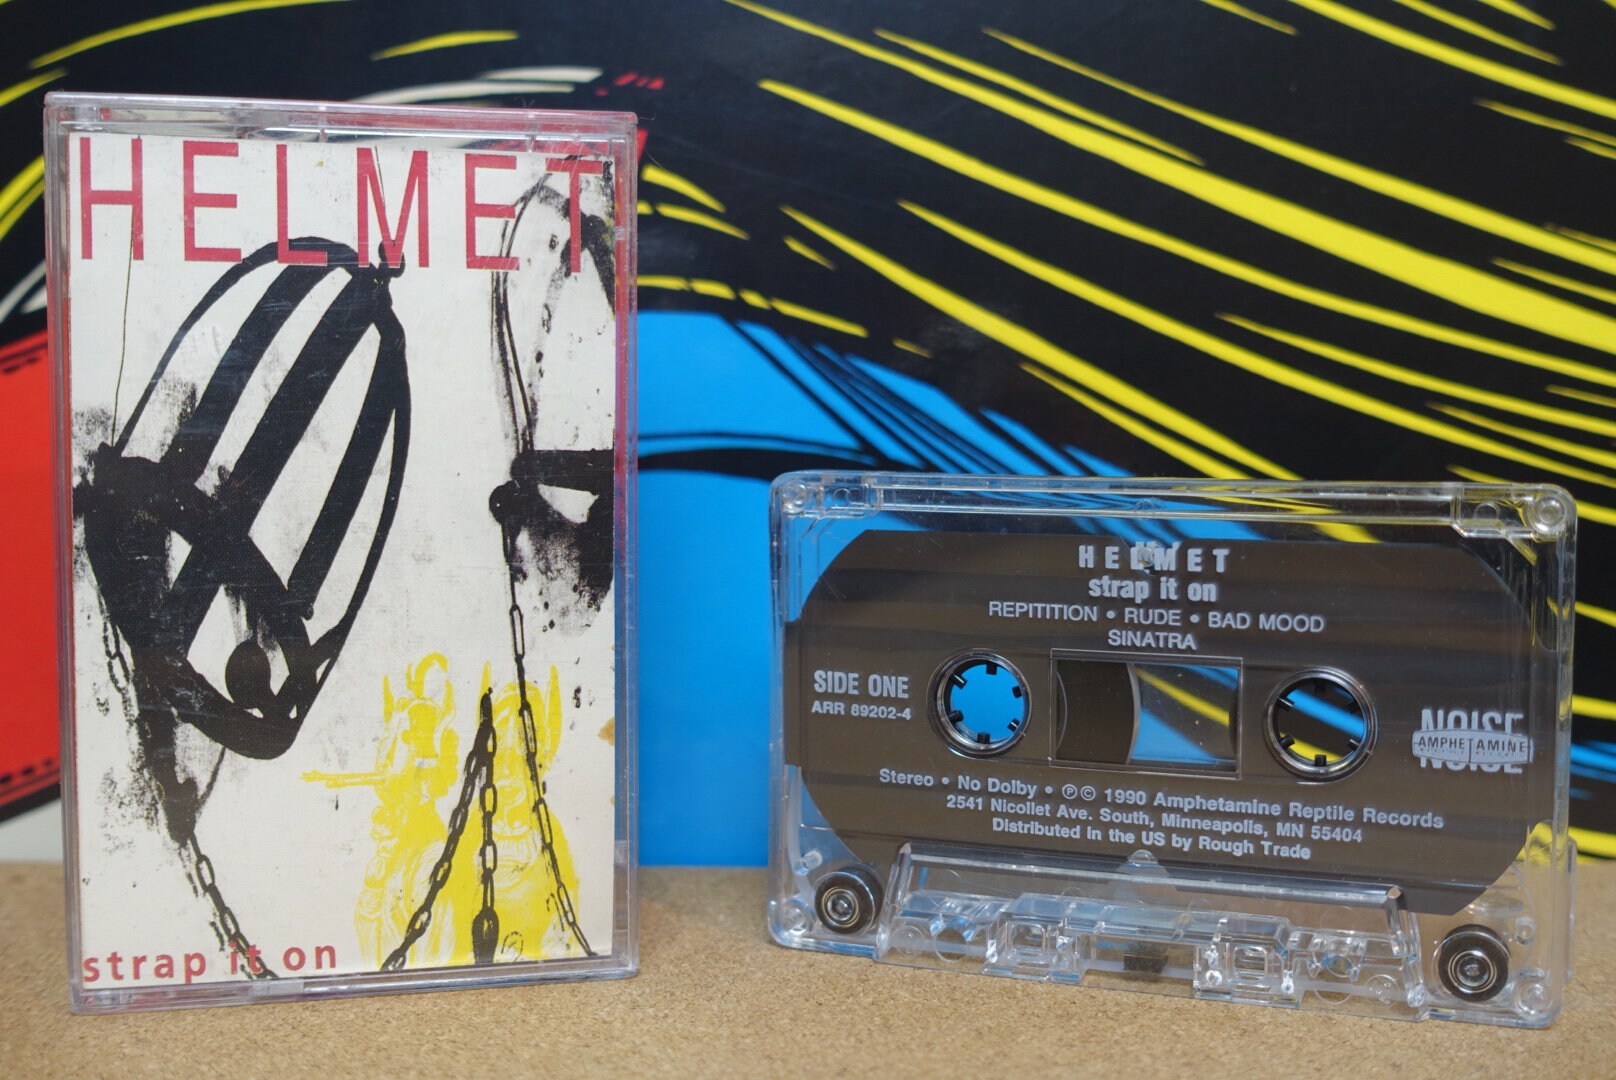 HELMET
strap it on
HELMET
strap it on
REPITITION • RUDE • BAD MOOD
SINATRA
SIDE ONE
ARR 89202-4
NOISE
AMPHETAMINE
NOISE
Stereo • No Dolby • ℗ © 1990 Amphetamine Reptile Records
2541 Nicollet Ave. South, Minneapolis, MN 55404
Distributed in the US by Rough Trade